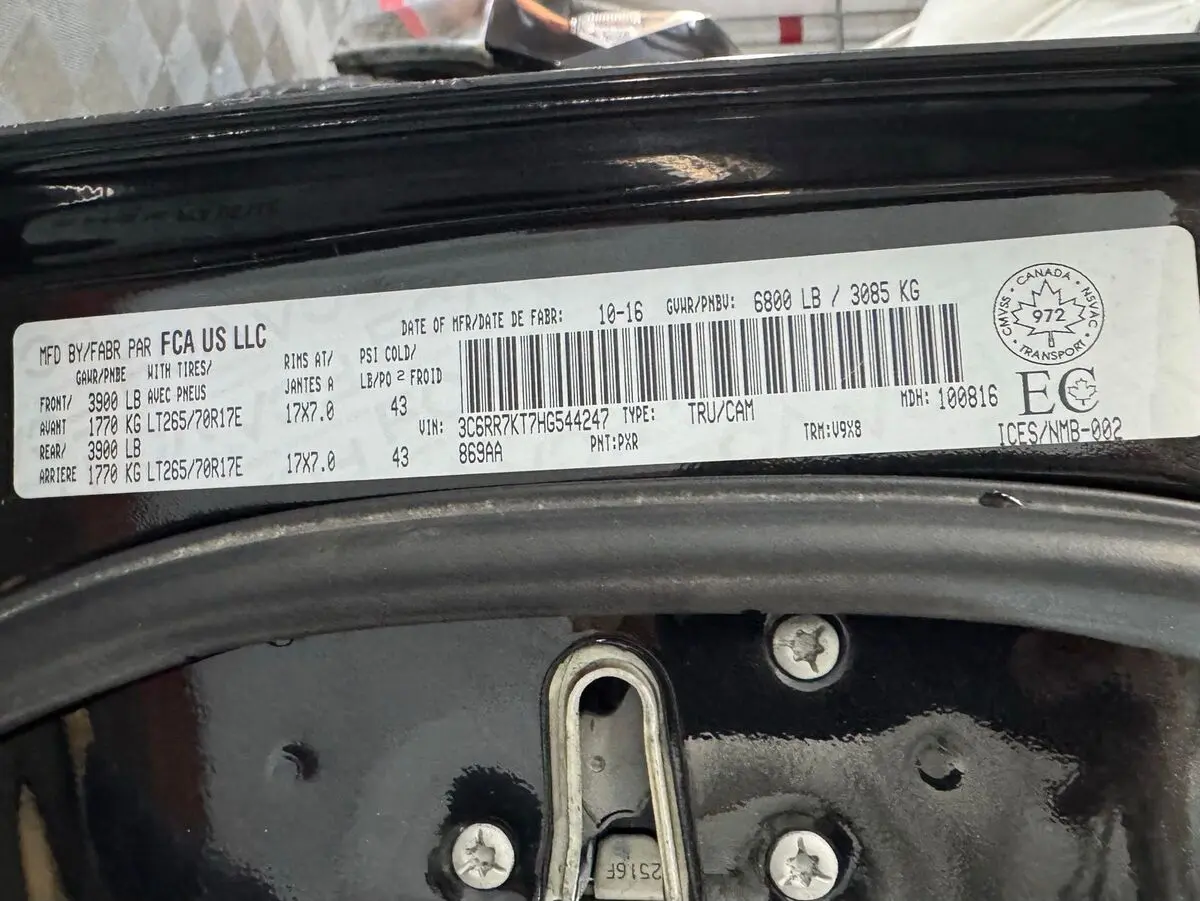 MFD BY/FABR PAR FCA US LLC
DATE OF MFR/DATE DE FABR: 10-16 GVWR/PNBV: 6800 LB / 3085 KG
GAWR/PNBE WITH TIRES/ AVEC PNEUS RIMS AT/ JANTES A PSI COLD/ LB/PO 2 FROID
FRONT/ AVANT 3900 LB 1770 KG LT265/70R17E 17X7.0 43
REAR/ ARRIERE 3900 LB 1770 KG LT265/70R17E 17X7.0 43
VIN: 3C6RR7KT7HG544247 TYPE: TRU/CAM MDH: 100816
869AA PNT:PXR TRM:V9X8
CANADA
CMVSS · NSVAC
972
TRANSPORT
EC
ICES/NMB-002
2516F